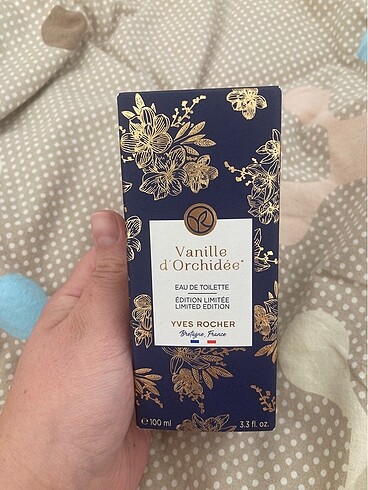 Vanille
d'Orchidée*
EAU DE TOILETTE
ÉDITION LIMITÉE
LIMITED EDITION
YVES ROCHER
Bretagne, France
℮ 100 ml 3.3 fl. oz.